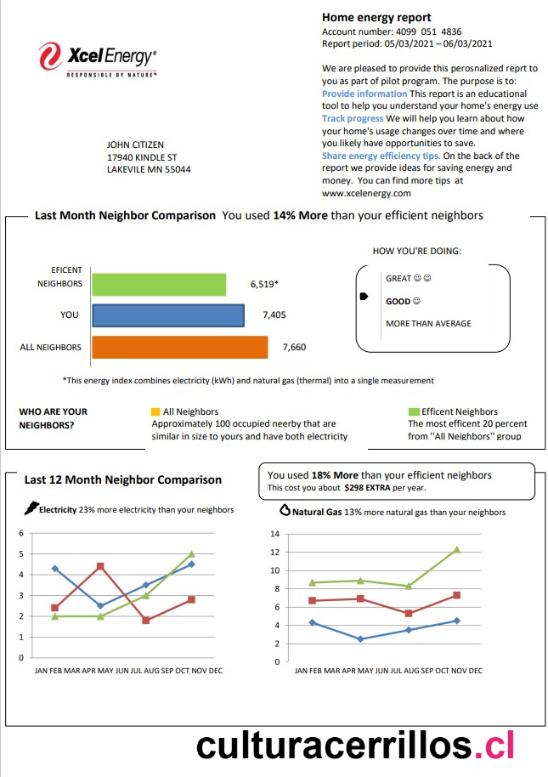 Home energy report
Account number: 4099 051 4836
Report period: 05/03/2021 – 06/03/2021
XcelEnergy®
RESPONSIBLE BY NATURE®
We are pleased to provide this perosnalized reprt to
you as part of pilot program. The purpose is to:
Provide information This report is an educational
tool to help you understand your home's energy use
Track progress We will help you learn about how
your home's usage changes over time and where
you likely have opportunities to save.
Share energy efficiency tips. On the back of the
report we provide ideas for saving energy and
money. You can find more tips at
www.xcelenergy.com
JOHN CITIZEN
17940 KINDLE ST
LAKEVILE MN 55044
Last Month Neighbor Comparison You used 14% More than your efficient neighbors
HOW YOU'RE DOING:
EFICENT
NEIGHBORS
6,519*
YOU
7,405
ALL NEIGHBORS
7,660
GREAT ☺ ☺
GOOD ☺
MORE THAN AVERAGE
*This energy index combines electricity (kWh) and natural gas (thermal) into a single measurement
WHO ARE YOUR
NEIGHBORS?
All Neighbors
Approximately 100 occupied neerby that are
similar in size to yours and have both electricity
Efficent Neighbors
The most efficent 20 percent
from "All Neighbors" group
Last 12 Month Neighbor Comparison
You used 18% More than your efficient neighbors
This cost you about $298 EXTRA per year.
Electricity 23% more electricity than your neighbors
6
5
4
3
2
1
0
JAN FEB MAR APR MAY JUN JUL AUG SEP OCT NOV DEC
Natural Gas 13% more natural gas than your neighbors
14
12
10
8
6
4
2
0
JAN FEB MAR APR MAY JUN JUL AUG SEP OCT NOV DEC
culturacerrillos.cl